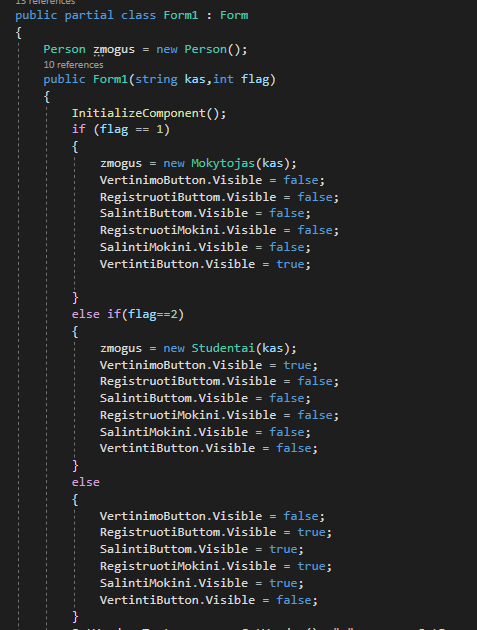 13 references
public partial class Form1 : Form
{
Person zmogus = new Person();
10 references
public Form1(string kas,int flag)
{
InitializeComponent();
if (flag == 1)
{
zmogus = new Mokytojas(kas);
VertinimoButton.Visible = false;
RegistruotiButtom.Visible = false;
SalintiButtom.Visible = false;
RegistruotiMokini.Visible = false;
SalintiMokini.Visible = false;
VertintiButton.Visible = true;
}
else if(flag==2)
{
zmogus = new Studentai(kas);
VertinimoButton.Visible = true;
RegistruotiButtom.Visible = false;
SalintiButtom.Visible = false;
RegistruotiMokini.Visible = false;
SalintiMokini.Visible = false;
VertintiButton.Visible = false;
}
else
{
VertinimoButton.Visible = false;
RegistruotiButtom.Visible = true;
SalintiButtom.Visible = true;
RegistruotiMokini.Visible = true;
SalintiMokini.Visible = true;
VertintiButton.Visible = false;
}